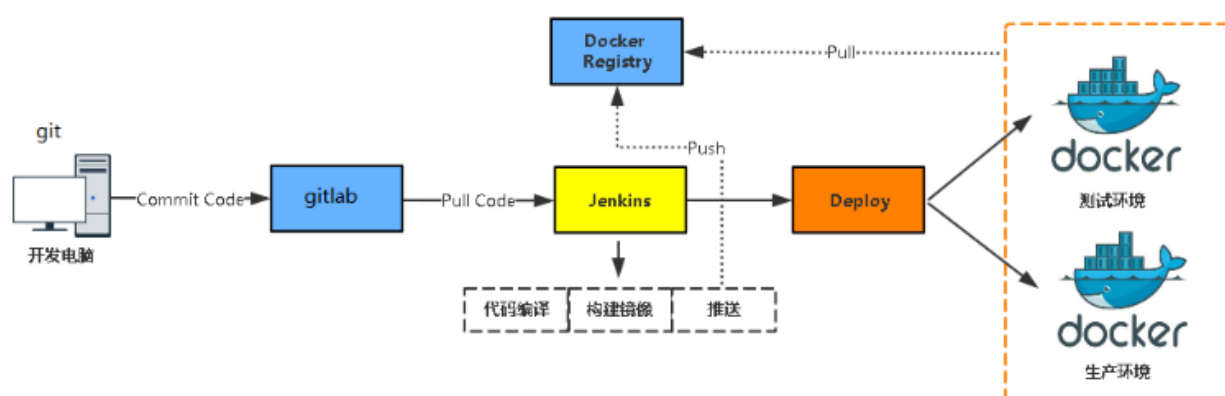 Docker
Registry
Pull
git
Push
docker
测试环境
Commit Code
gitlab
Pull Code
Jenkins
Deploy
开发电脑
代码编译
构建镜像
推送
docker
生产环境